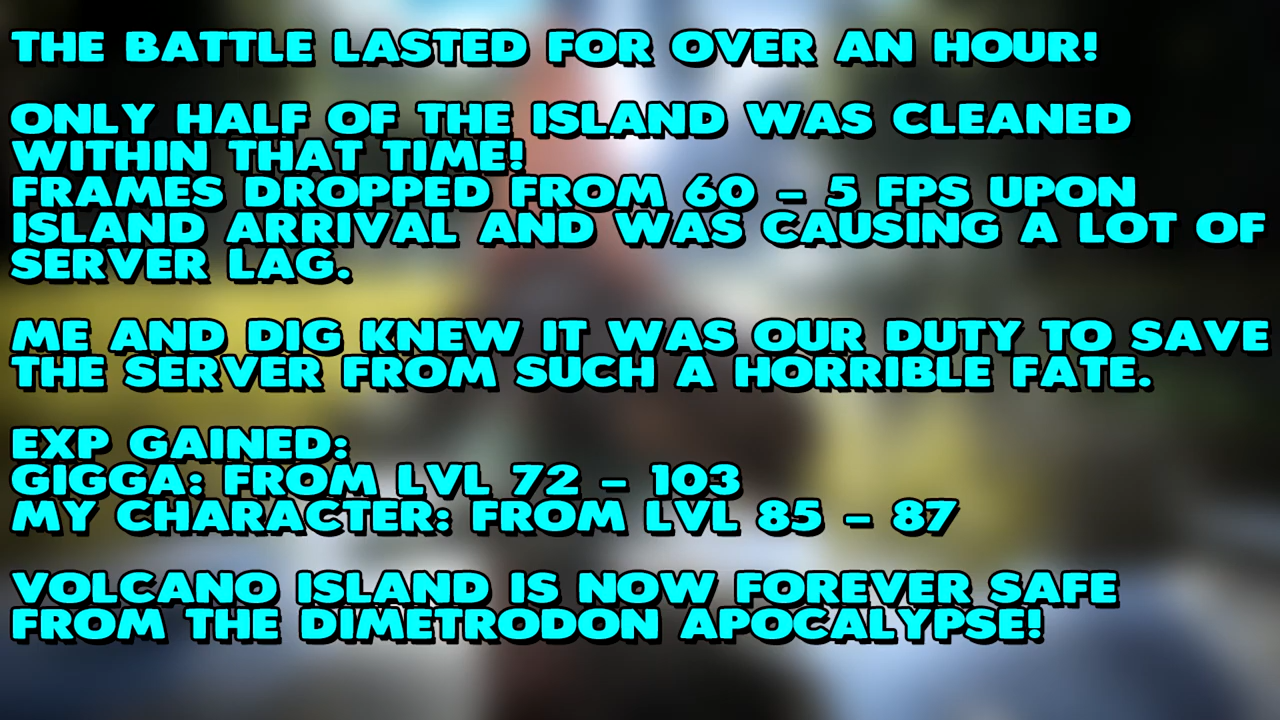 THE BATTLE LASTED FOR OVER AN HOUR!
ONLY HALF OF THE ISLAND WAS CLEANED
WITHIN THAT TIME!
FRAMES DROPPED FROM 60 - 5 FPS UPON
ISLAND ARRIVAL AND WAS CAUSING A LOT OF
SERVER LAG.
ME AND DIG KNEW IT WAS OUR DUTY TO SAVE
THE SERVER FROM SUCH A HORRIBLE FATE.
EXP GAINED:
GIGGA: FROM LVL 72 - 103
MY CHARACTER: FROM LVL 85 - 87
VOLCANO ISLAND IS NOW FOREVER SAFE
FROM THE DIMETRODON APOCALYPSE!